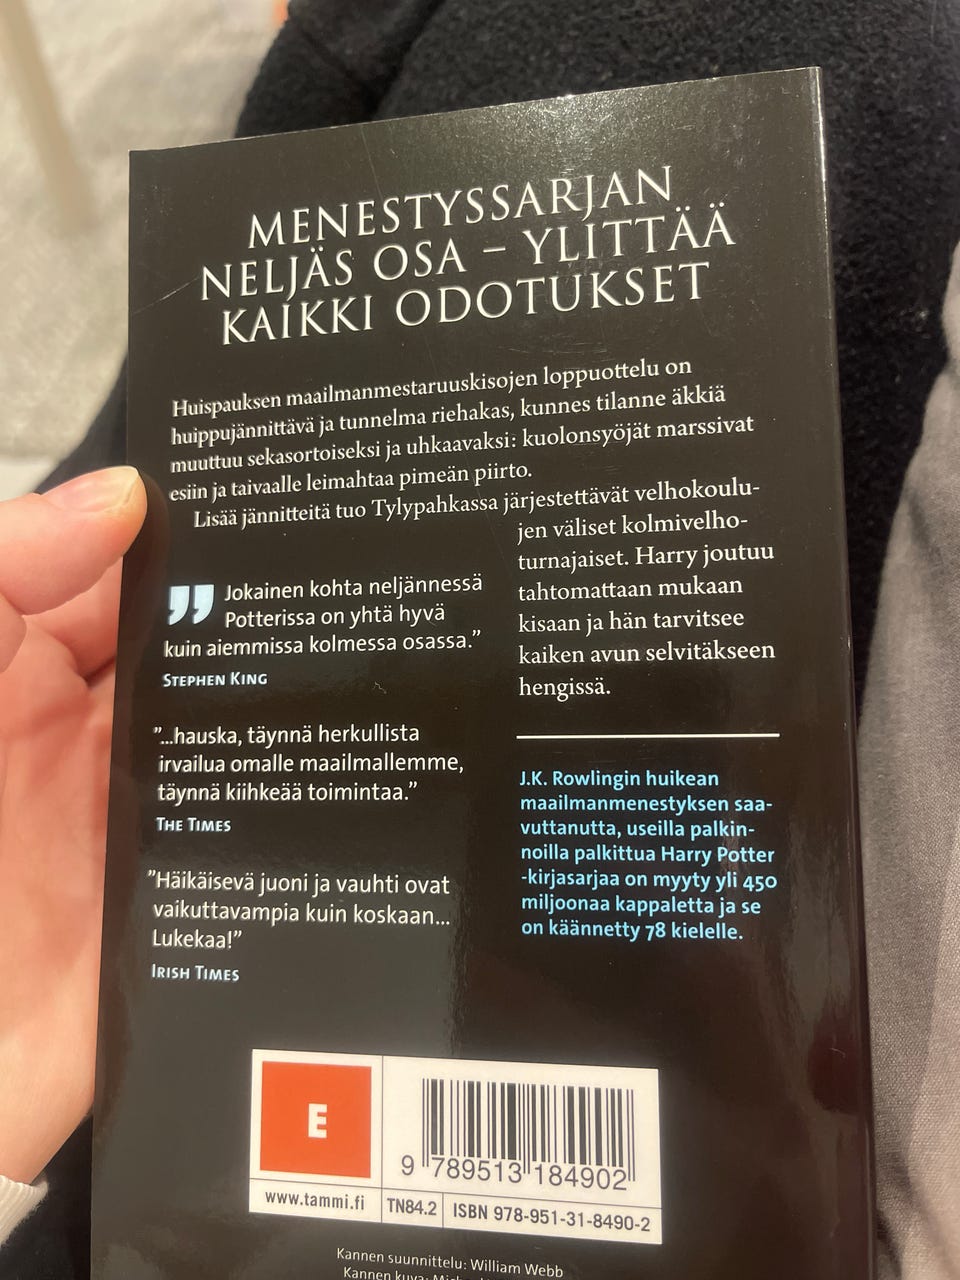 MENESTYSSARJAN
NELJÄS OSA – YLITTÄÄ
KAIKKI ODOTUKSET
Huispauksen maailmanmestaruuskisojen loppuottelu on
huippujännittävä ja tunnelma riehakas, kunnes tilanne äkkiä
muuttuu sekasortoiseksi ja uhkaavaksi: kuolonsyöjät marssivat
esiin ja taivaalle leimahtaa pimeän piirto.
Lisää jännitteitä tuo Tylypahkassa järjestettävät velhokoulu-
jen väliset kolmivelho-
turnajaiset. Harry joutuu
tahtomattaan mukaan
kisaan ja hän tarvitsee
kaiken avun selvitäkseen
hengissä.
” Jokainen kohta neljännessä
Potterissa on yhtä hyvä
kuin aiemmissa kolmessa osassa.”
STEPHEN KING
”...hauska, täynnä herkullista
irvailua omalle maailmallemme,
täynnä kiihkeää toimintaa.”
THE TIMES
”Häikäisevä juoni ja vauhti ovat
vaikuttavampia kuin koskaan...
Lukekaa!”
IRISH TIMES
J.K. Rowlingin huikean
maailmanmenestyksen saa-
vuttanutta, useilla palkin-
noilla palkittua Harry Potter
-kirjasarjaa on myyty yli 450
miljoonaa kappaletta ja se
on käännetty 78 kielelle.
E
9 789513 184902
www.tammi.fi
TN84.2
ISBN 978-951-31-8490-2
Kannen suunnittelu: William Webb
Kannen kuva: